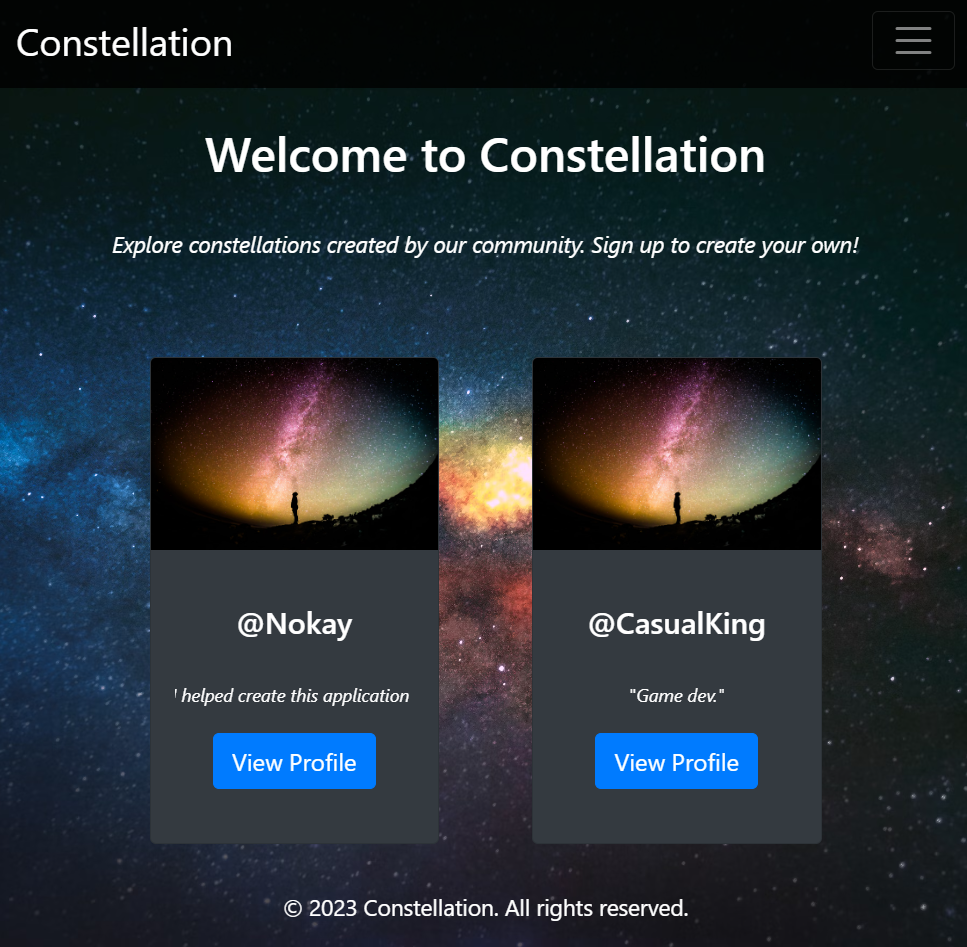 Constellation
Welcome to Constellation
Explore constellations created by our community. Sign up to create your own!
@Nokay
helped create this application
View Profile
@CasualKing
"Game dev."
View Profile
© 2023 Constellation. All rights reserved.